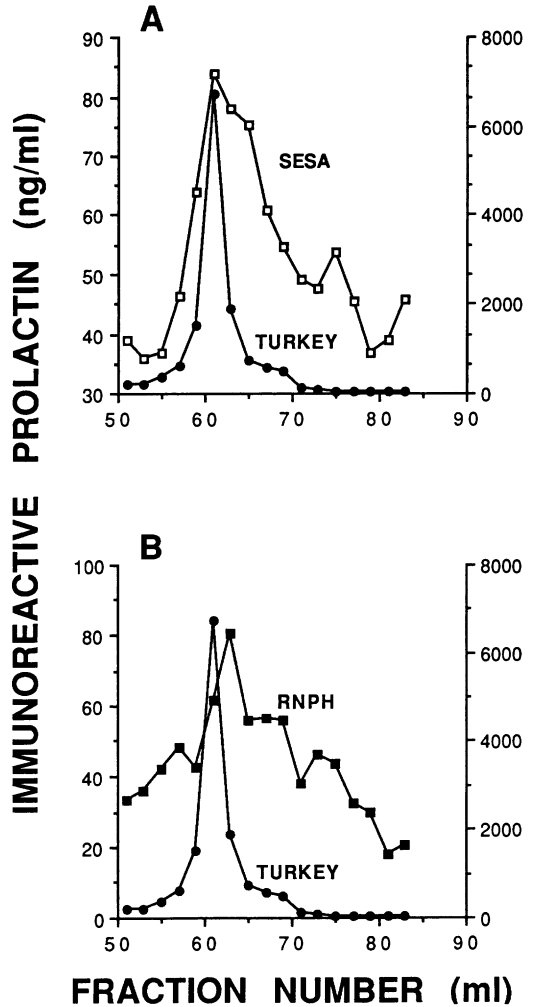 A
90
80
70
60
50
40
30
8000
6000
4000
2000
0
SESA
TURKEY
50 60 70 80 90
IMMUNOREACTIVE PROLACTIN (ng/ml)
B
100
80
60
40
20
0
8000
6000
4000
2000
0
RNPH
TURKEY
50 60 70 80 90
FRACTION NUMBER (ml)